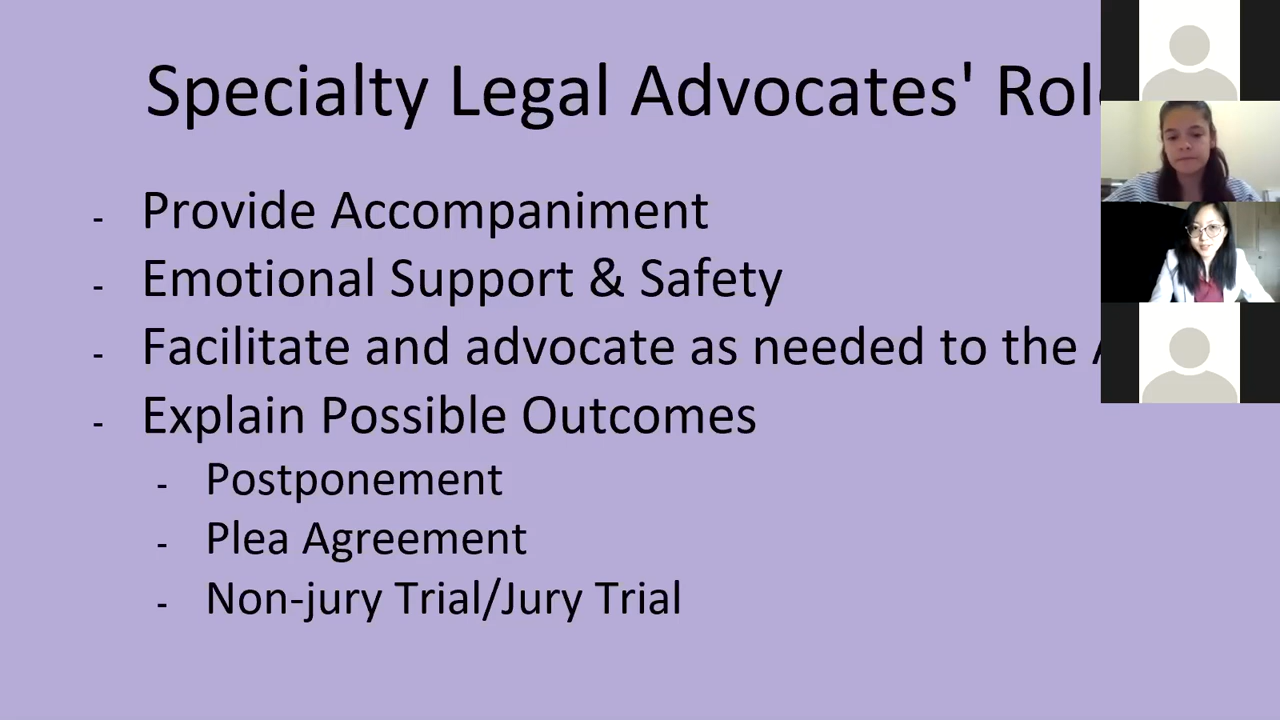 Specialty Legal Advocates'
- Provide Accompaniment
- Emotional Support & Safety
- Facilitate and advocate as needed to the
- Explain Possible Outcomes
- Postponement
- Plea Agreement
- Non-jury Trial/Jury Trial